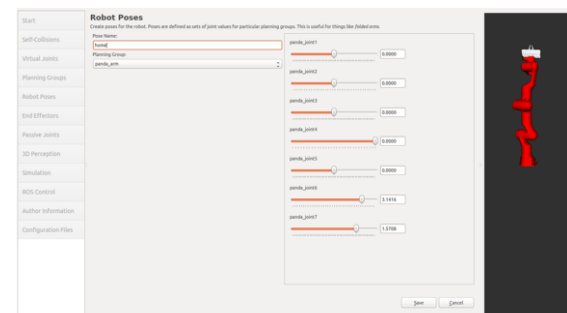 Start
Self-Collisions
Virtual Joints
Planning Groups
Robot Poses
End Effectors
Passive Joints
3D Perception
Simulation
ROS Control
Author Information
Configuration Files
Robot Poses
Create poses for the robot. Poses are defined as sets of joint values for particular planning groups. This is useful for things like folded arms.
Pose Name:
home
Planning Group:
panda_arm
panda_joint1
0.0000
panda_joint2
0.0000
panda_joint3
0.0000
panda_joint4
0.0000
panda_joint5
0.0000
panda_joint6
3.1416
panda_joint7
1.5708
Save
Cancel